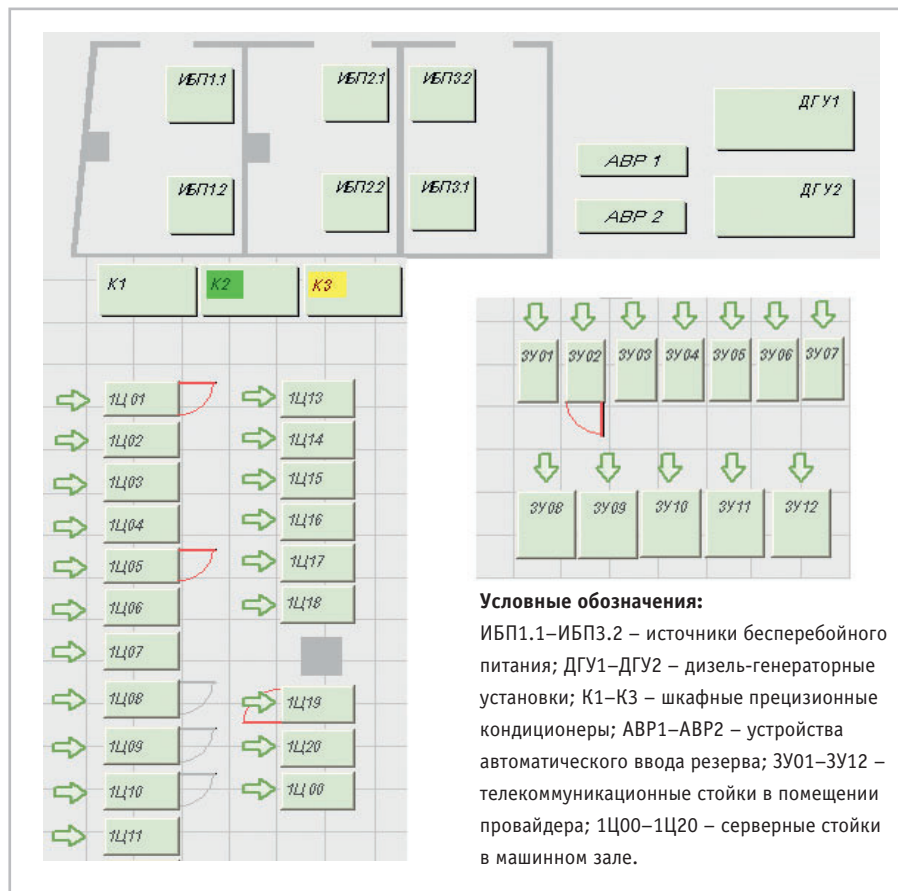 ИБП1.1 ИБП2.1 ИБП3.2 ДГУ1
АВР 1
ИБП1.2 ИБП2.2 ИБП3.1 ДГУ2
АВР 2
К1 К2 К3
ЗУ01 ЗУ02 ЗУ03 ЗУ04 ЗУ05 ЗУ06 ЗУ07
ЗУ08 ЗУ09 ЗУ10 ЗУ11 ЗУ12
1Ц01 1Ц13
1Ц02 1Ц14
1Ц03 1Ц15
1Ц04 1Ц16
1Ц05 1Ц17
1Ц06 1Ц18
1Ц07
1Ц08 1Ц19
1Ц09 1Ц20
1Ц10 1Ц00
1Ц11
Условные обозначения:
ИБП1.1–ИБП3.2 – источники бесперебойного
питания; ДГУ1–ДГУ2 – дизель-генераторные
установки; К1–К3 – шкафные прецизионные
кондиционеры; АВР1–АВР2 – устройства
автоматического ввода резерва; ЗУ01–ЗУ12 –
телекоммуникационные стойки в помещении
провайдера; 1Ц00–1Ц20 – серверные стойки
в машинном зале.